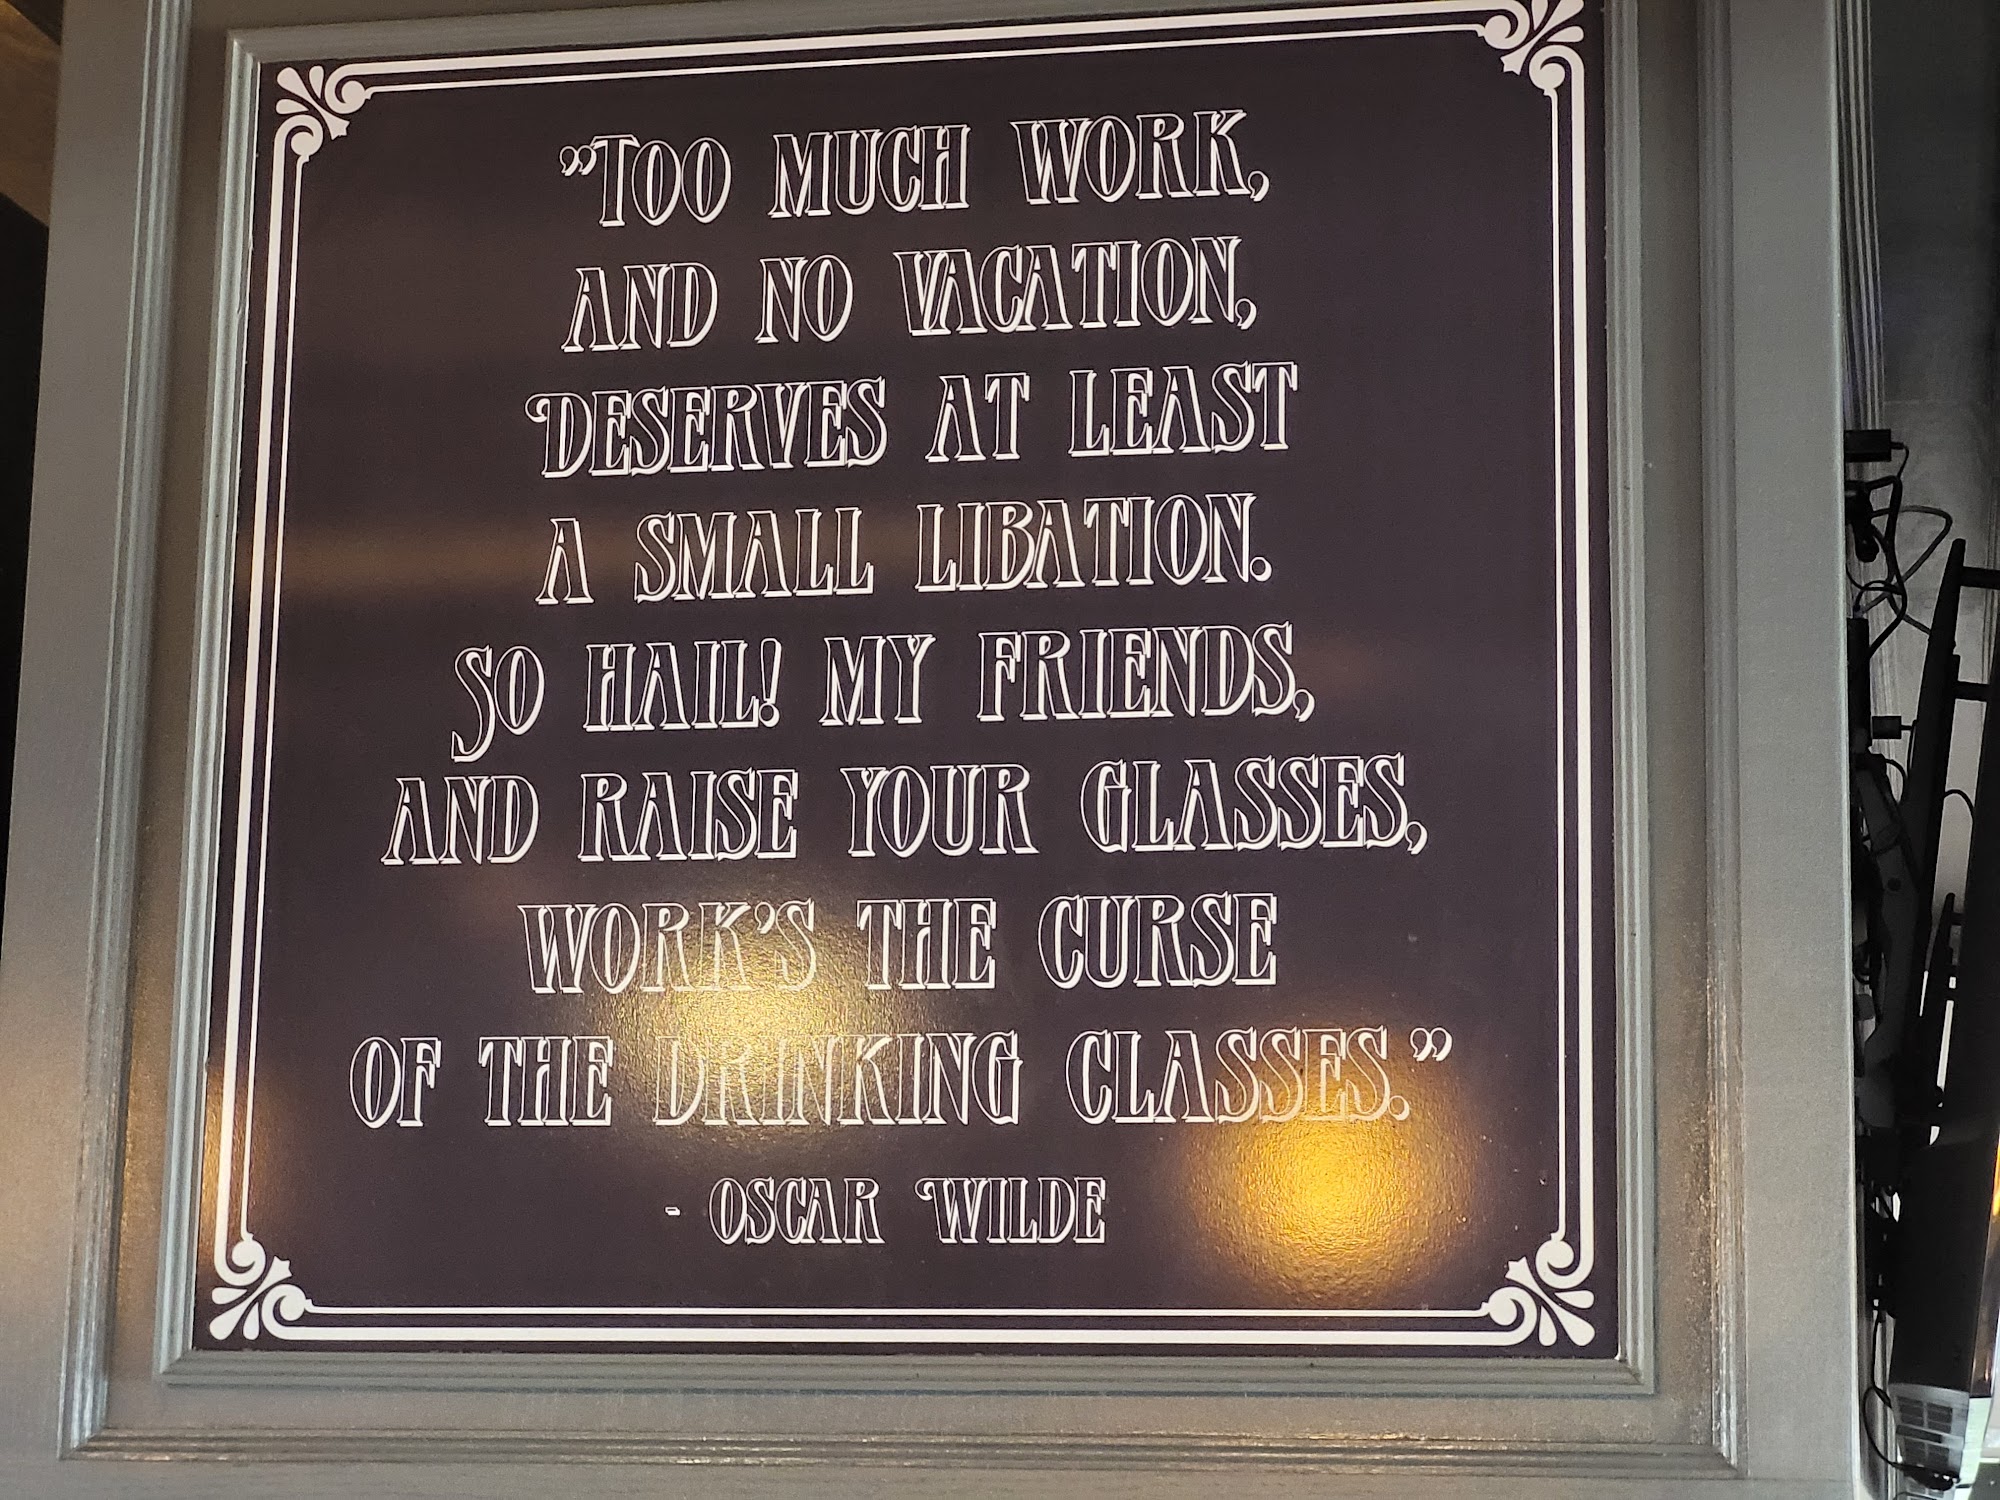 ”Too much work,
and no vacation,
Deserves at least
a small libation.
So hail! my friends,
and raise your glasses,
work’s the curse
of the drinking classes.”
- Oscar Wilde